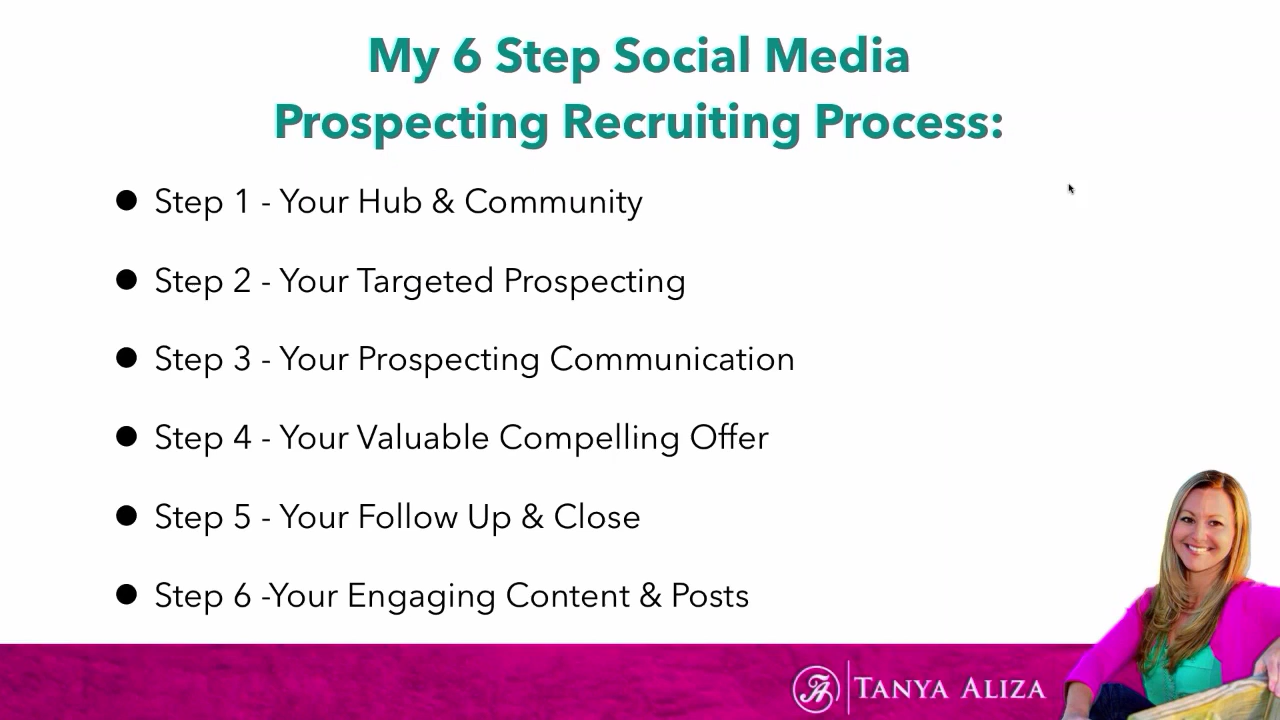 My 6 Step Social Media
Prospecting Recruiting Process:
● Step 1 - Your Hub & Community
● Step 2 - Your Targeted Prospecting
● Step 3 - Your Prospecting Communication
● Step 4 - Your Valuable Compelling Offer
● Step 5 - Your Follow Up & Close
● Step 6 -Your Engaging Content & Posts
TANYA ALIZA